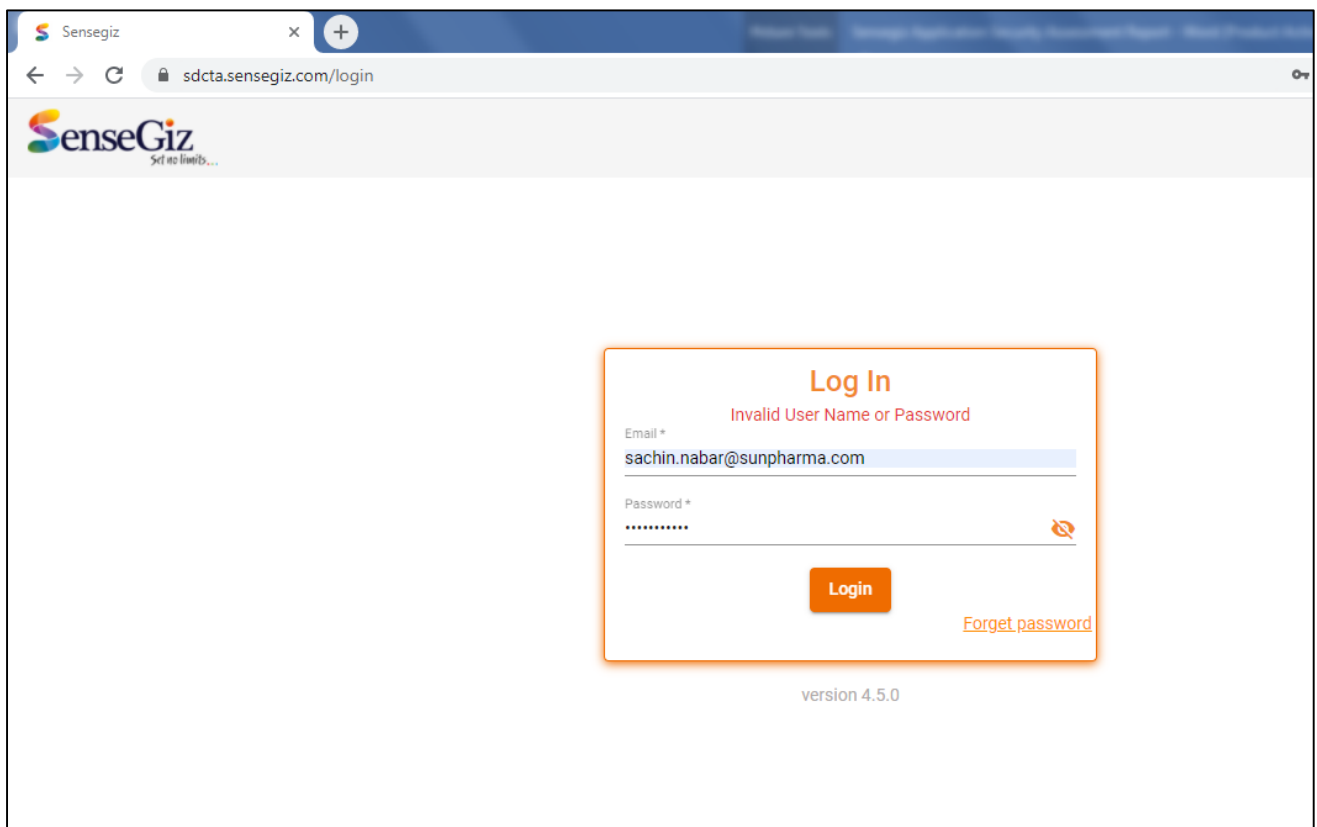 Sensegiz
sdcta.sensegiz.com/login
SenseGiz
Set no limits...
Log In
Invalid User Name or Password
Email *
sachin.nabar@sunpharma.com
Password *
•••••••••••
Login
Forget password
version 4.5.0